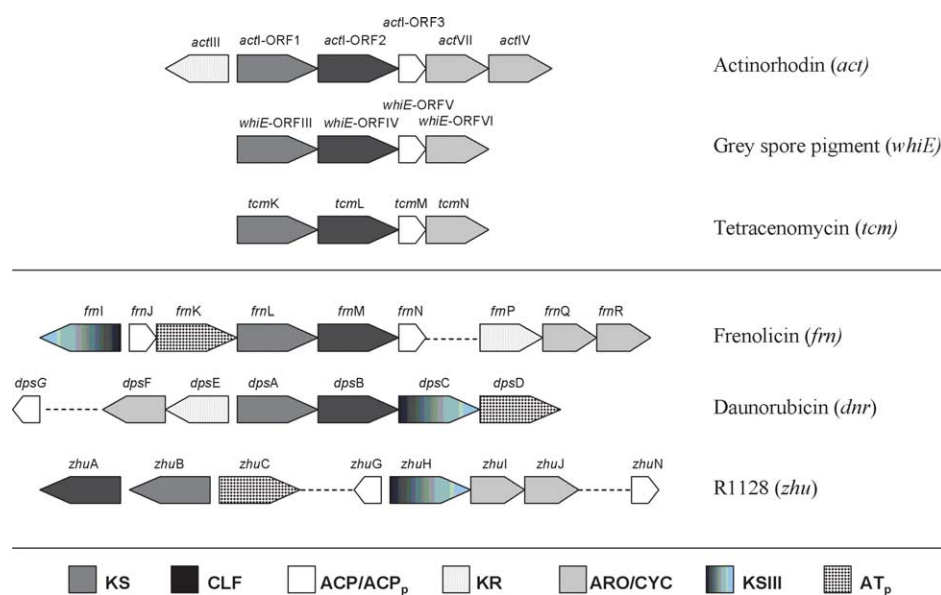 actI-ORF3
actIII actI-ORF1 actI-ORF2 actVII actIV
Actinorhodin (act)
whiE-ORFV
whiE-ORFIII whiE-ORFIV whiE-ORFVI
Grey spore pigment (whiE)
tcmK tcmL tcmM tcmN
Tetracenomycin (tcm)
frnI frnJ frnK frnL frnM frnN frnP frnQ frnR
Frenolicin (frn)
dpsG dpsF dpsE dpsA dpsB dpsC dpsD
Daunorubicin (dnr)
zhuA zhuB zhuC zhuG zhuH zhuI zhuJ zhuN
R1128 (zhu)
KS CLF ACP/ACPp KR ARO/CYC KSIII ATp